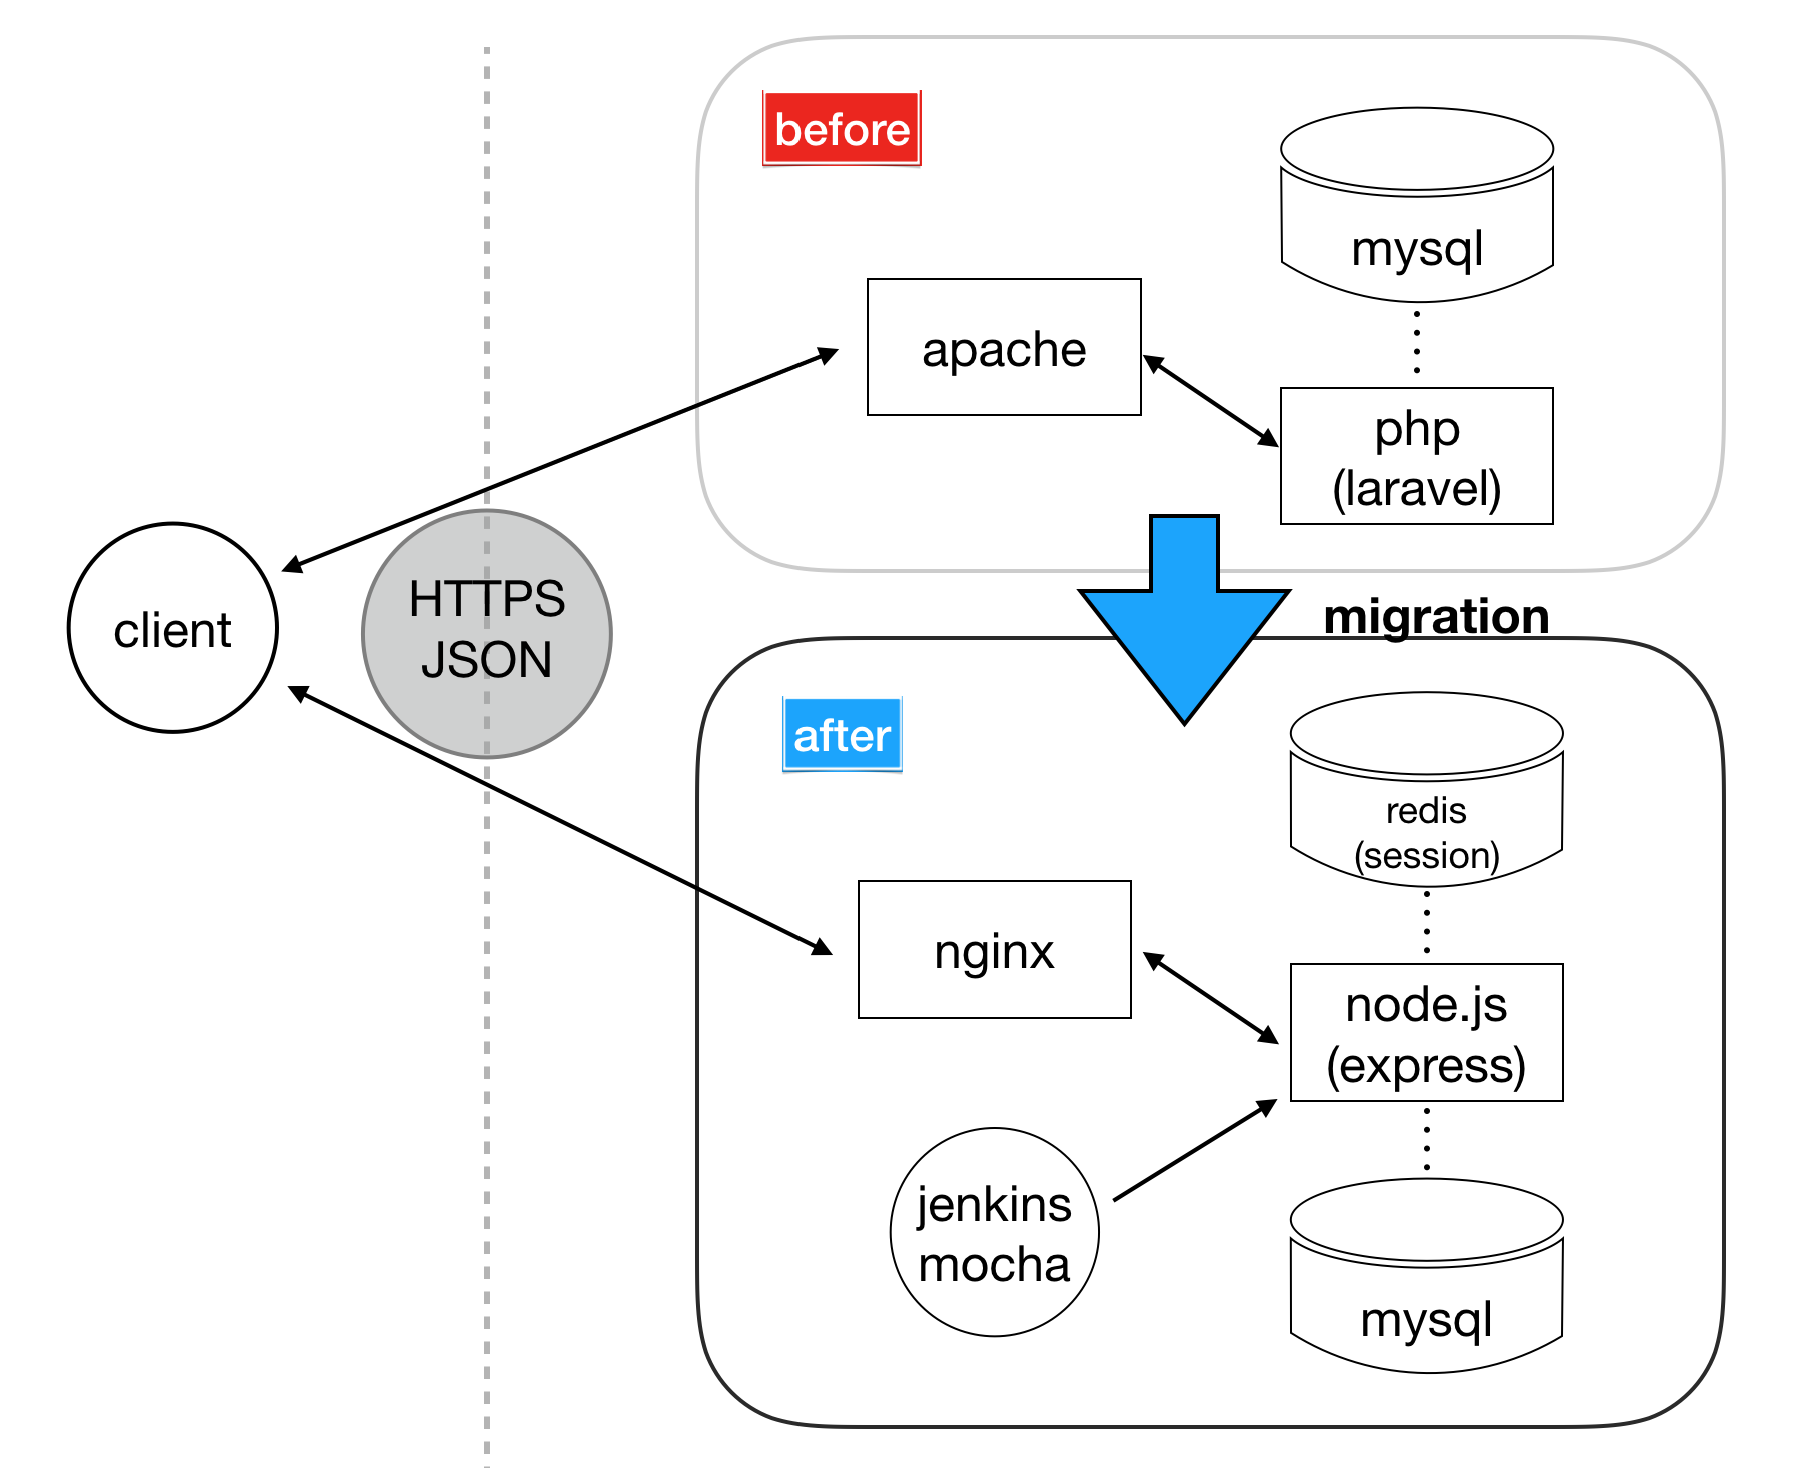 before
mysql
apache
php
(laravel)
client
HTTPS
JSON
migration
after
redis
(session)
nginx
node.js
(express)
jenkins
mocha
mysql